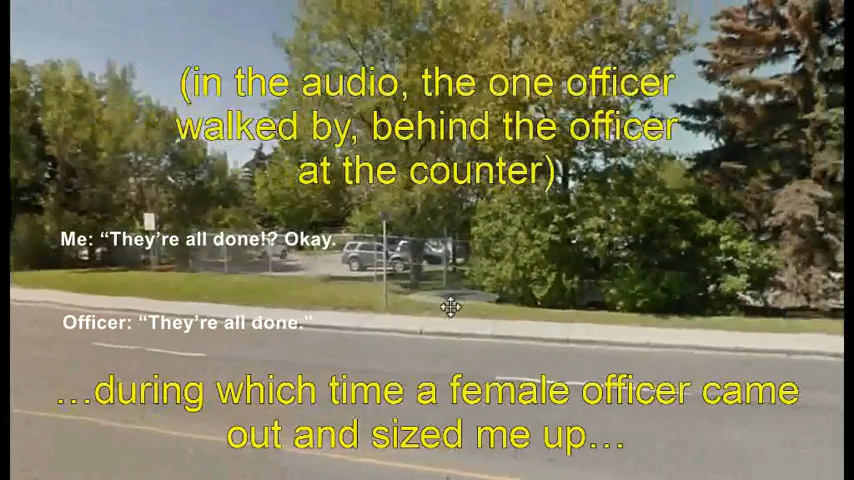 (in the audio, the one officer
walked by, behind the officer
at the counter)
Me: “They’re all done!? Okay.
Officer: “They’re all done.”
…during which time a female officer came
out and sized me up…